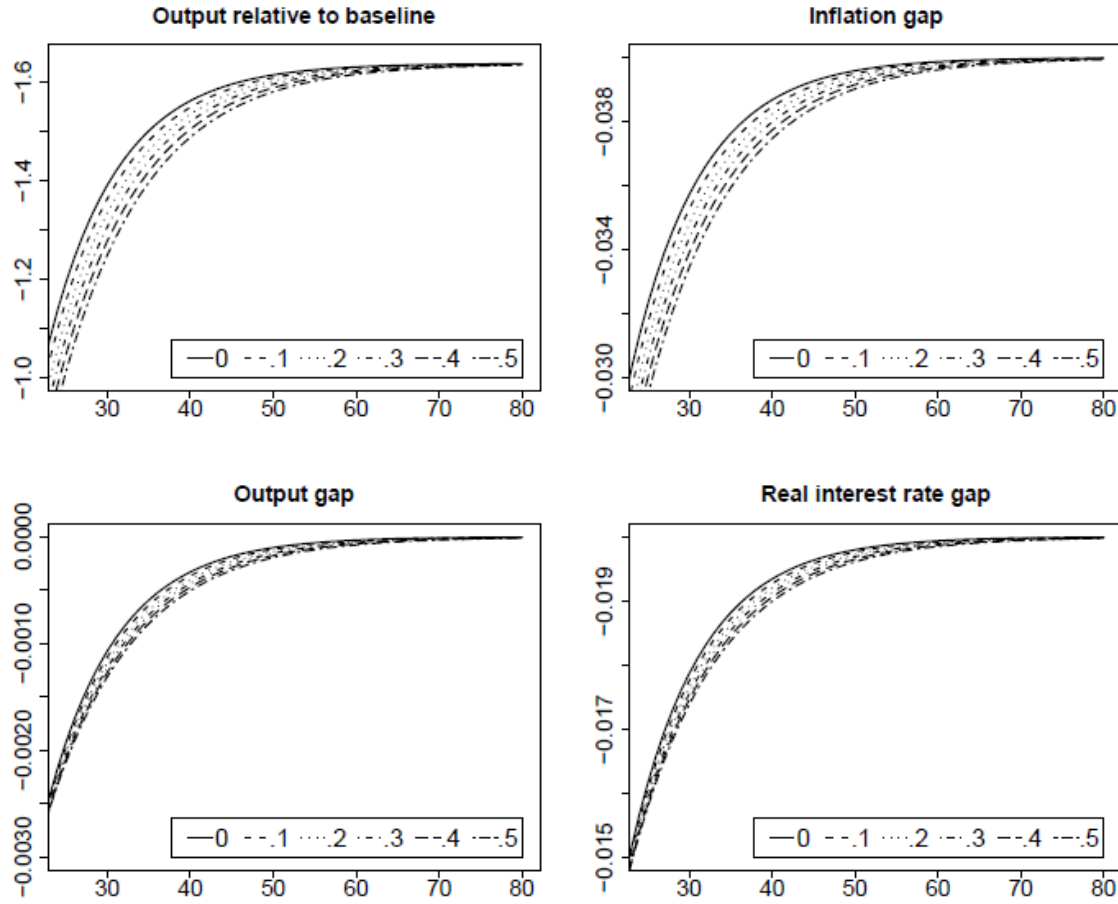 Output relative to baseline
−1.6
−1.4
−1.2
−1.0
0 .1 .2 .3 .4 .5
30 40 50 60 70 80
Inflation gap
−0.038
−0.034
−0.030
0 .1 .2 .3 .4 .5
30 40 50 60 70 80
Output gap
0.0000
−0.0010
−0.0020
−0.0030
0 .1 .2 .3 .4 .5
30 40 50 60 70 80
Real interest rate gap
−0.019
−0.017
−0.015
0 .1 .2 .3 .4 .5
30 40 50 60 70 80